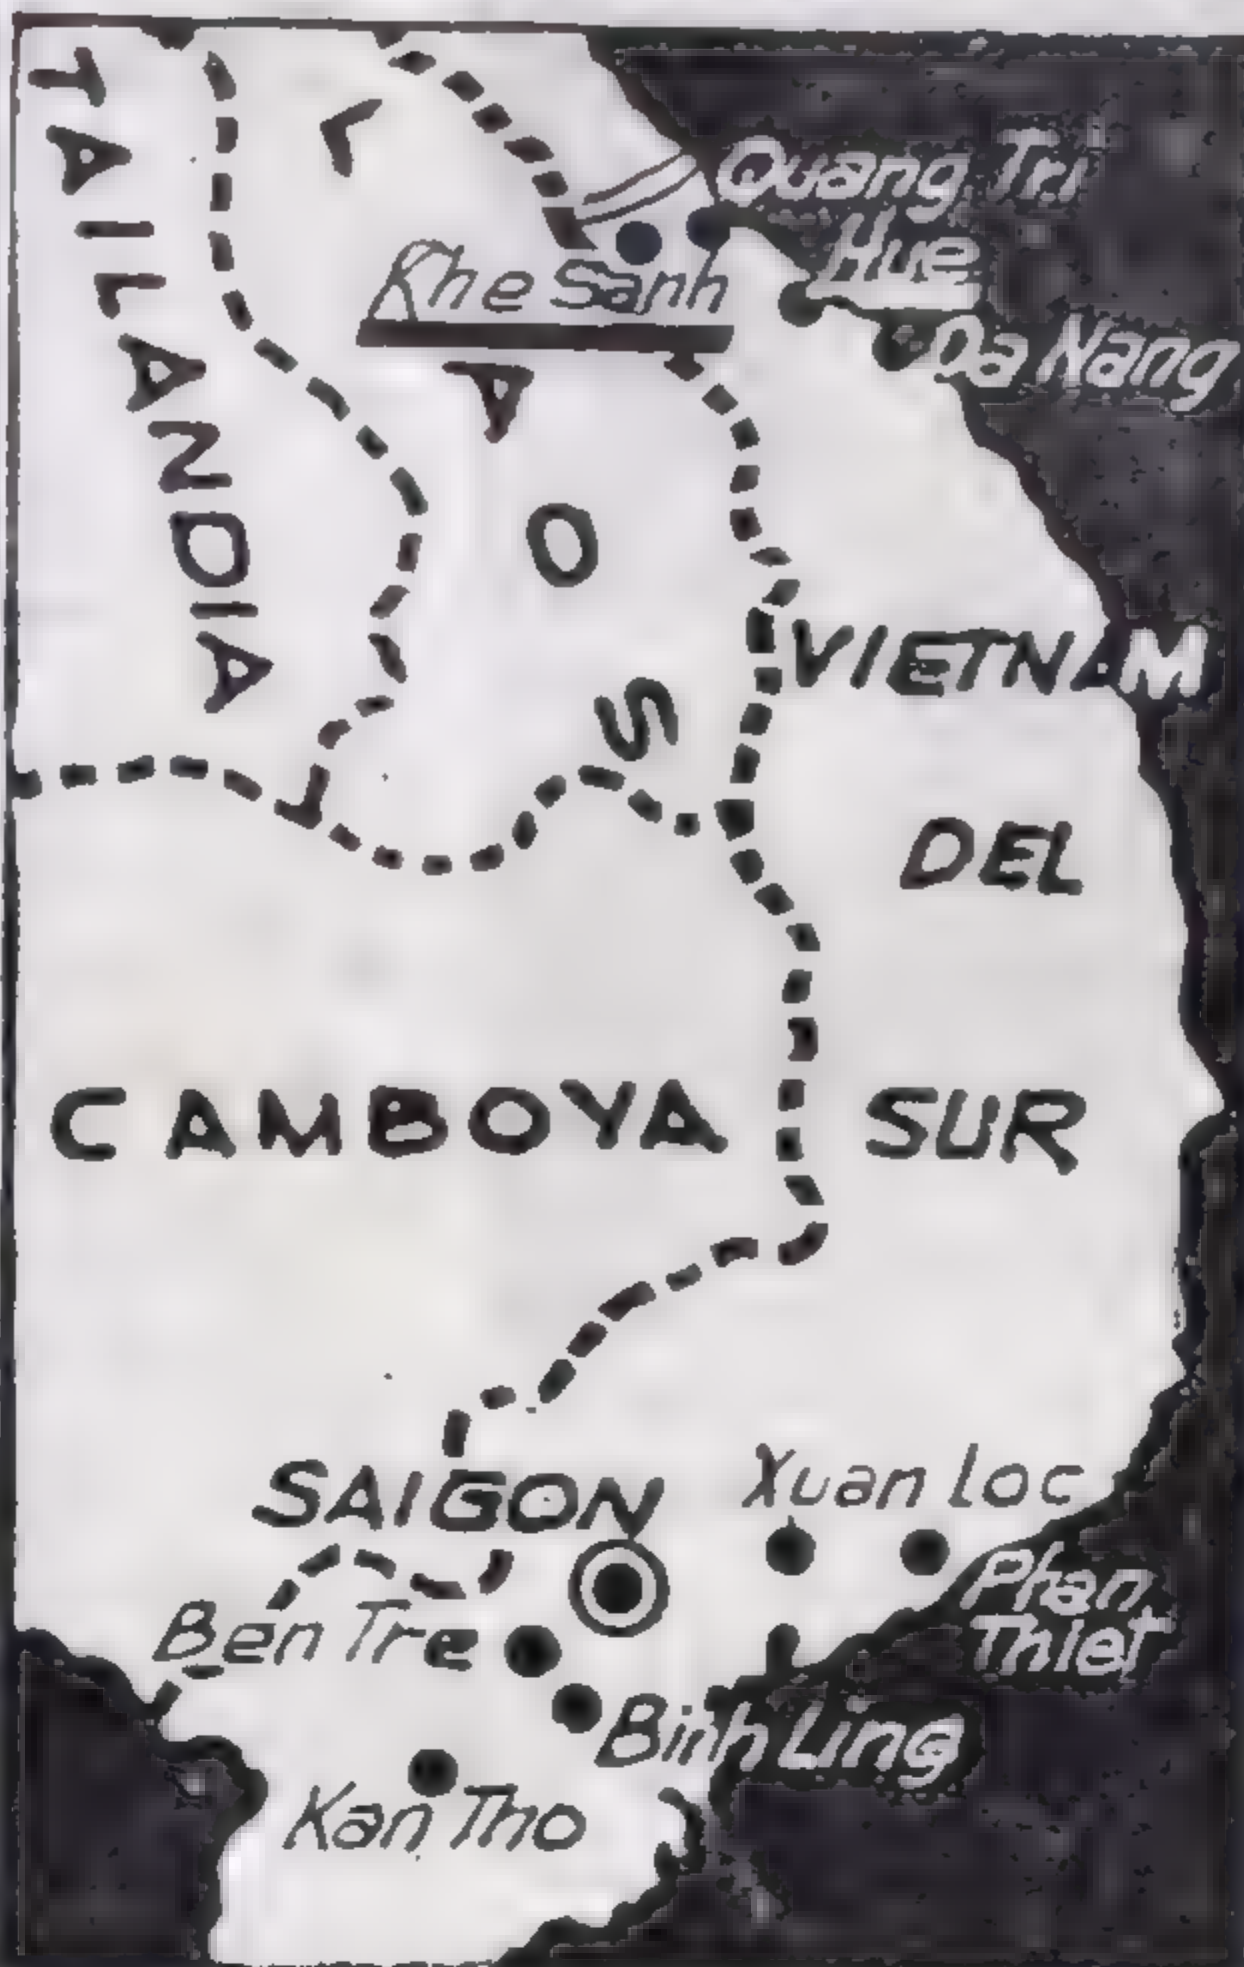 TAILANDIA
LAOS
Quang Tri
Hue
Khe Sanh
Da Nang
VIETNAM
DEL
SUR
CAMBOYA
SAIGON
Xuan Loc
Phan
Thiet
Ben Tre
Binh Ling
Kan Tho